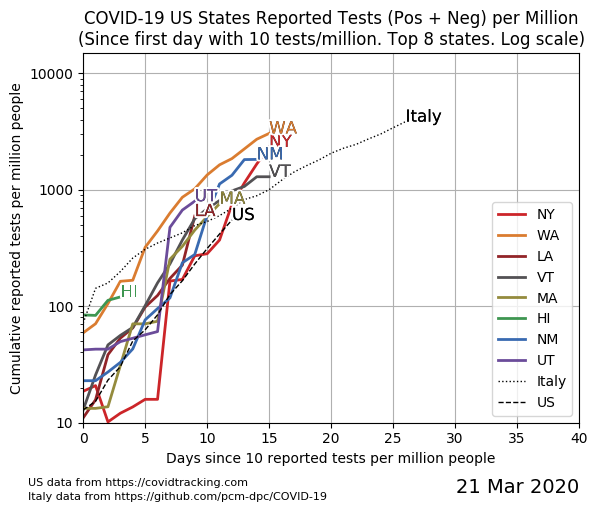 COVID-19 US States Reported Tests (Pos + Neg) per Million
(Since first day with 10 tests/million. Top 8 states. Log scale)
Cumulative reported tests per million people
10000
1000
100
10
WA
NY
NM
VT
UT
MA
LA
US
HI
Italy
NY
WA
LA
VT
MA
HI
NM
UT
Italy
US
0 5 10 15 20 25 30 35 40
Days since 10 reported tests per million people
US data from https://covidtracking.com
Italy data from https://github.com/pcm-dpc/COVID-19
21 Mar 2020